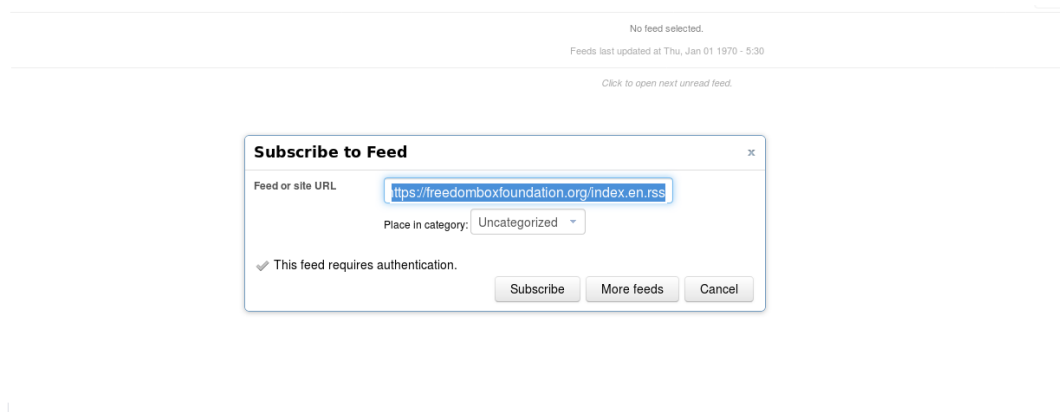 No feed selected.
Feeds last updated at Thu, Jan 01 1970 - 5:30
Click to open next unread feed.
Subscribe to Feed
x
Feed or site URL
ttps://freedomboxfoundation.org/index.en.rss
Place in category: Uncategorized
This feed requires authentication.
Subscribe More feeds Cancel